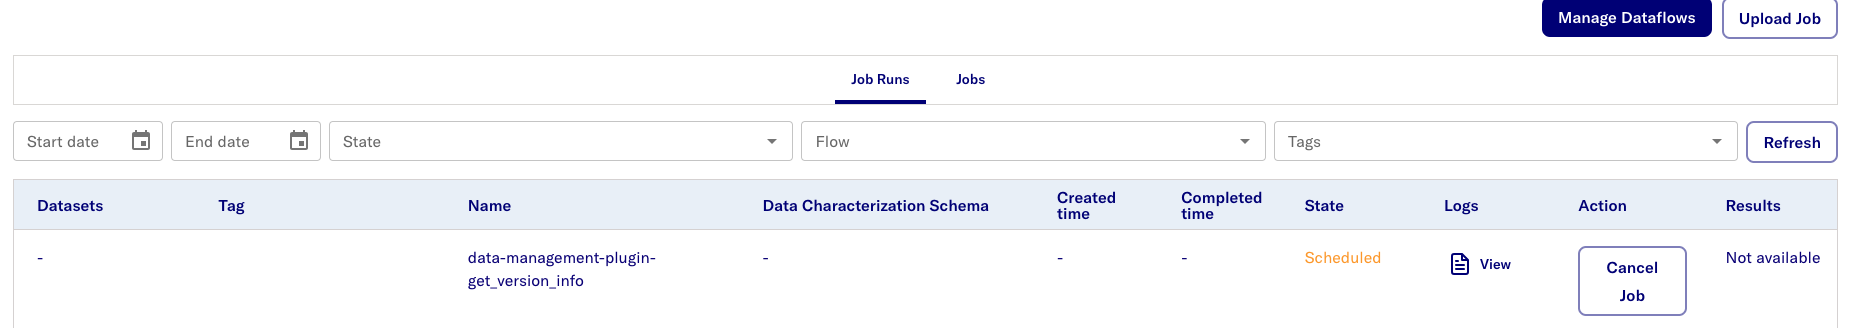 Manage Dataflows Upload Job
Job Runs Jobs
Start date End date State Flow Tags Refresh
Datasets Tag Name Data Characterization Schema Created time Completed time State Logs Action Results
- data-management-plugin- - - - Scheduled View Cancel Not available
get_version_info Job